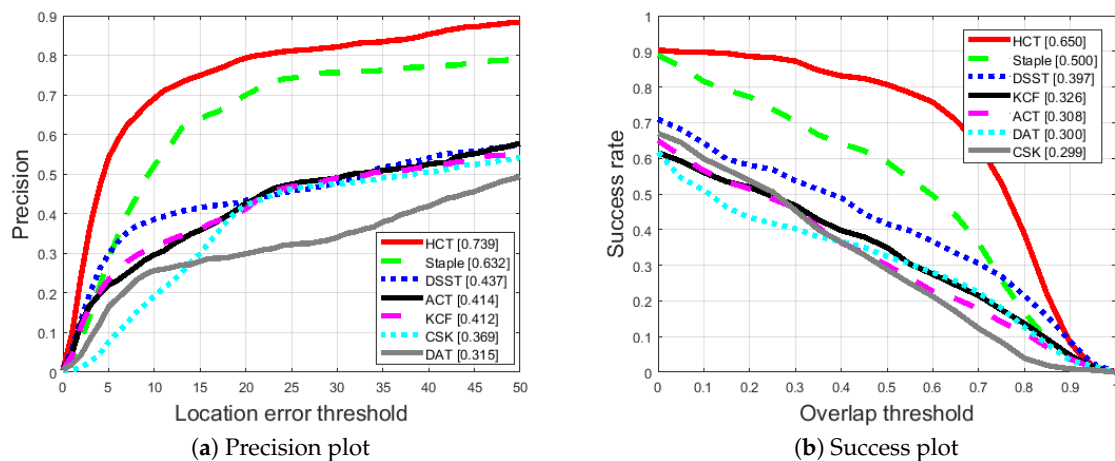 0.9
0.8
0.7
0.6
0.5
0.4
0.3
0.2
0.1
0
Precision
0 5 10 15 20 25 30 35 40 45 50
Location error threshold
HCT [0.739]
Staple [0.632]
DSST [0.437]
ACT [0.414]
KCF [0.412]
CSK [0.369]
DAT [0.315]
(a) Precision plot
1
0.9
0.8
0.7
0.6
0.5
0.4
0.3
0.2
0.1
0
Success rate
0 0.1 0.2 0.3 0.4 0.5 0.6 0.7 0.8 0.9 1
Overlap threshold
HCT [0.650]
Staple [0.500]
DSST [0.397]
KCF [0.326]
ACT [0.308]
DAT [0.300]
CSK [0.299]
(b) Success plot